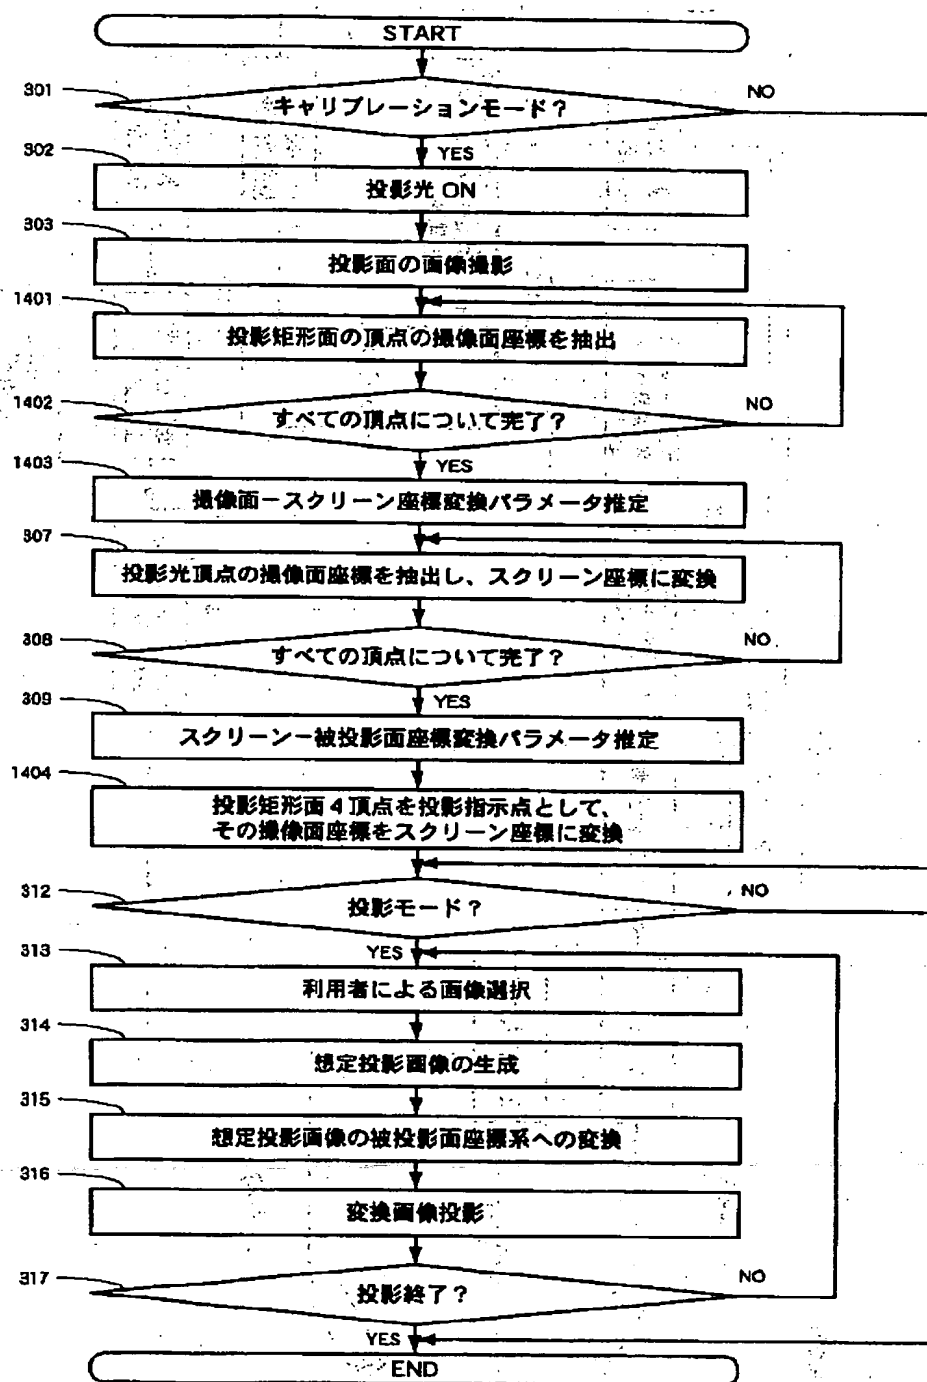 START
301
キャリブレーションモード?
NO
YES
302
投影光 ON
303
投影面の画像撮影
1401
投影矩形面の頂点の撮像面座標を抽出
1402
すべての頂点について完了?
NO
YES
1403
撮像面－スクリーン座標変換パラメータ推定
307
投影光頂点の撮像面座標を抽出し、スクリーン座標に変換
308
すべての頂点について完了?
NO
YES
309
スクリーン－被投影面座標変換パラメータ推定
1404
投影矩形面4頂点を投影指示点として、
その撮像面座標をスクリーン座標に変換
312
投影モード?
NO
YES
313
利用者による画像選択
314
想定投影画像の生成
315
想定投影画像の被投影面座標系への変換
316
変換画像投影
317
投影終了?
NO
YES
END